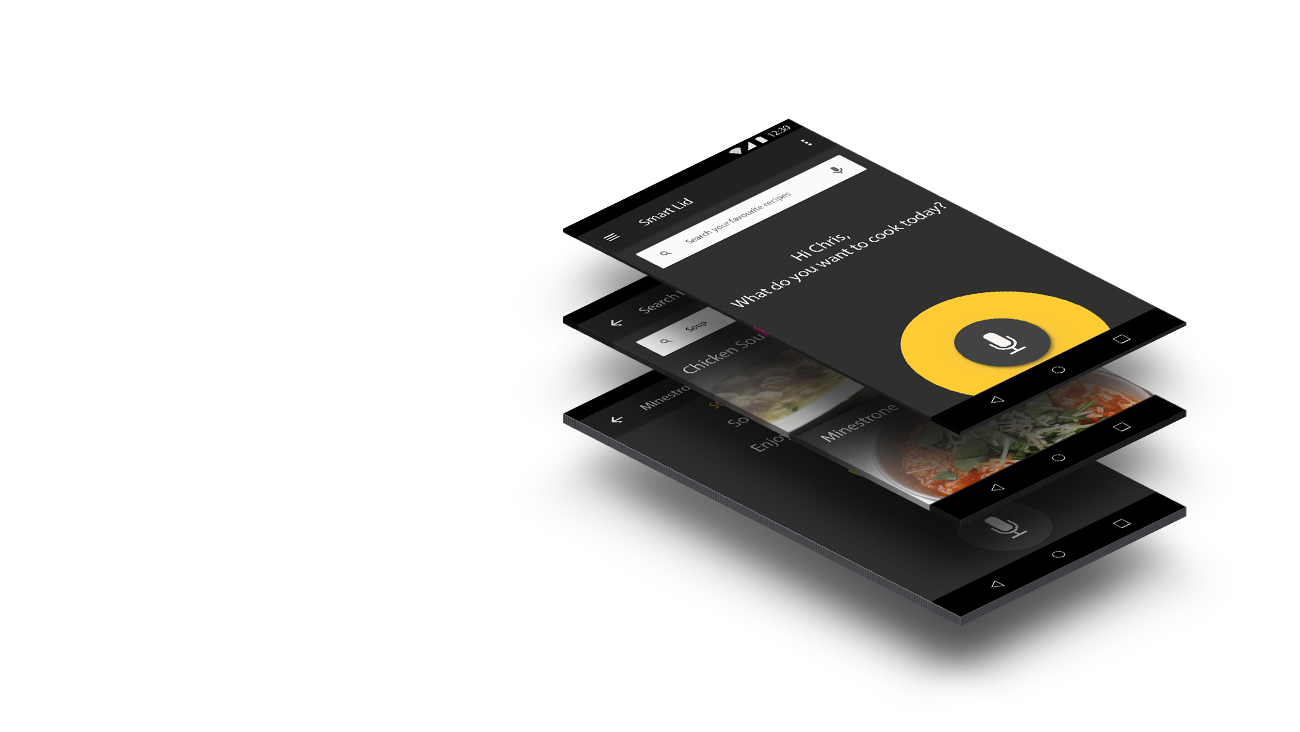 12:30
Smart Lid
Search your favourite recipes
Hi Chris,
What do you want to cook today?
Search
Soup
Chicken Sou
Minestrone
Minestro
So
Enjoy